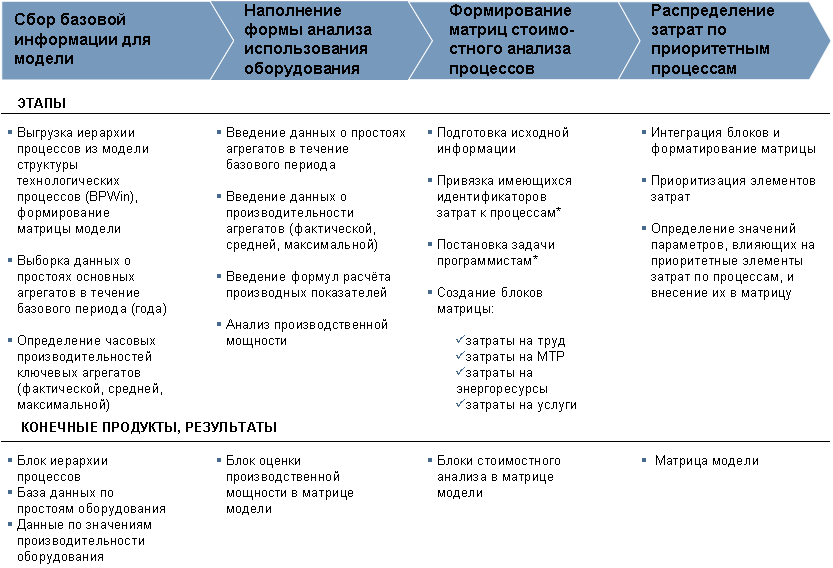 Сбор базовой
информации для
модели
Наполнение
формы анализа
использования
оборудования
Формирование
матриц стоимо-
стного анализа
процессов
Распределение
затрат по
приоритетным
процессам
ЭТАПЫ
▪ Выгрузка иерархии
процессов из модели
структуры
технологических
процессов (BPWin),
формирование
матрицы модели
▪ Выборка данных о
простоях основных
агрегатов в течение
базового периода (года)
▪ Определение часовых
производительностей
ключевых агрегатов
(фактической, средней,
максимальной)
▪ Введение данных о простоях
агрегатов в течение
базового периода
▪ Введение данных о
производительности
агрегатов (фактической,
средней, максимальной)
▪ Введение формул расчёта
производных показателей
▪ Анализ производственной
мощности
▪ Подготовка исходной
информации
▪ Привязка имеющихся
идентификаторов
затрат к процессам*
▪ Постановка задачи
программистам*
▪ Создание блоков
матрицы:
✓затраты на труд
✓затраты на МТР
✓затраты на
энергоресурсы
✓затраты на услуги
▪ Интеграция блоков и
форматирование матрицы
▪ Приоритизация элементов
затрат
▪ Определение значений
параметров, влияющих на
приоритетные элементы
затрат по процессам, и
внесение их в матрицу
КОНЕЧНЫЕ ПРОДУКТЫ, РЕЗУЛЬТАТЫ
▪ Блок иерархии
процессов
▪ База данных по
простоям оборудования
▪ Данные по значениям
производительности
оборудования
▪ Блок оценки
производственной
мощности в матрице
модели
▪ Блоки стоимостного
анализа в матрице
модели
▪ Матрица модели